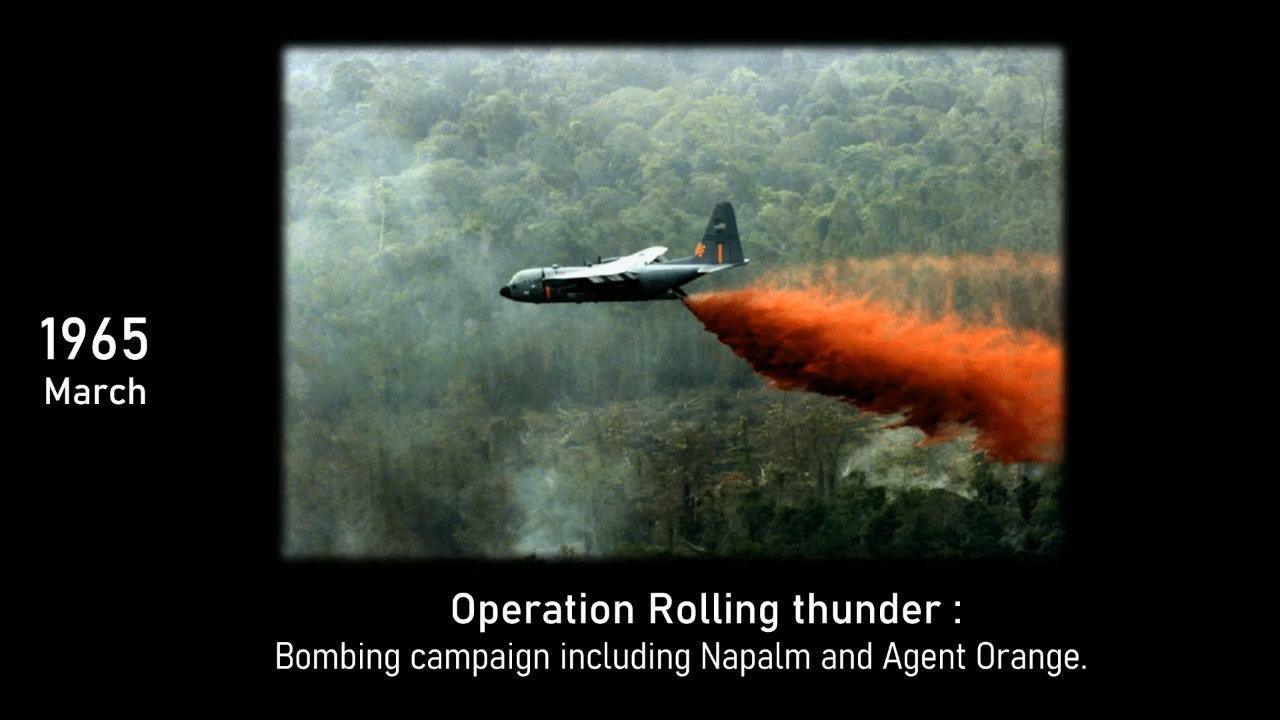 1965
March
Operation Rolling thunder :
Bombing campaign including Napalm and Agent Orange.